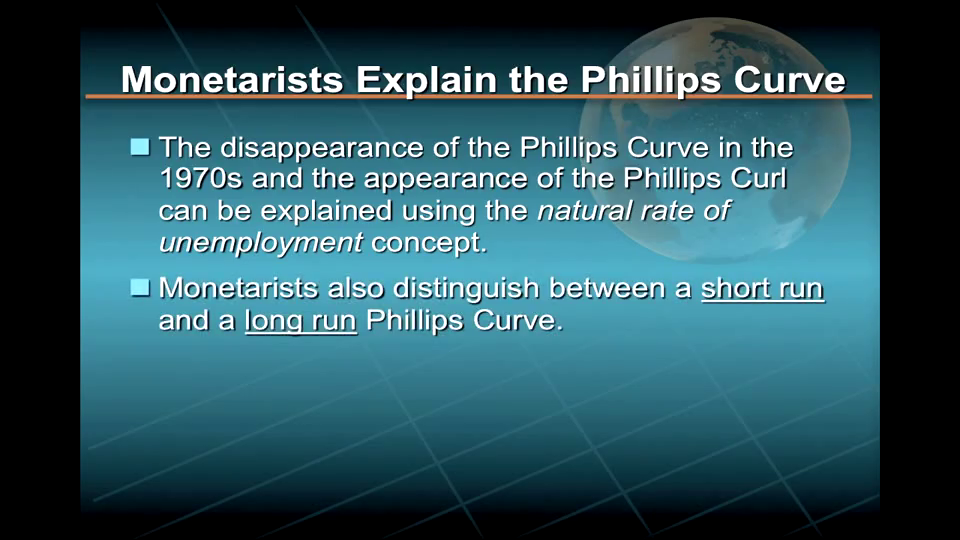 Monetarists Explain the Phillips Curve
The disappearance of the Phillips Curve in the
1970s and the appearance of the Phillips Curl
can be explained using the natural rate of
unemployment concept.
Monetarists also distinguish between a short run
and a long run Phillips Curve.